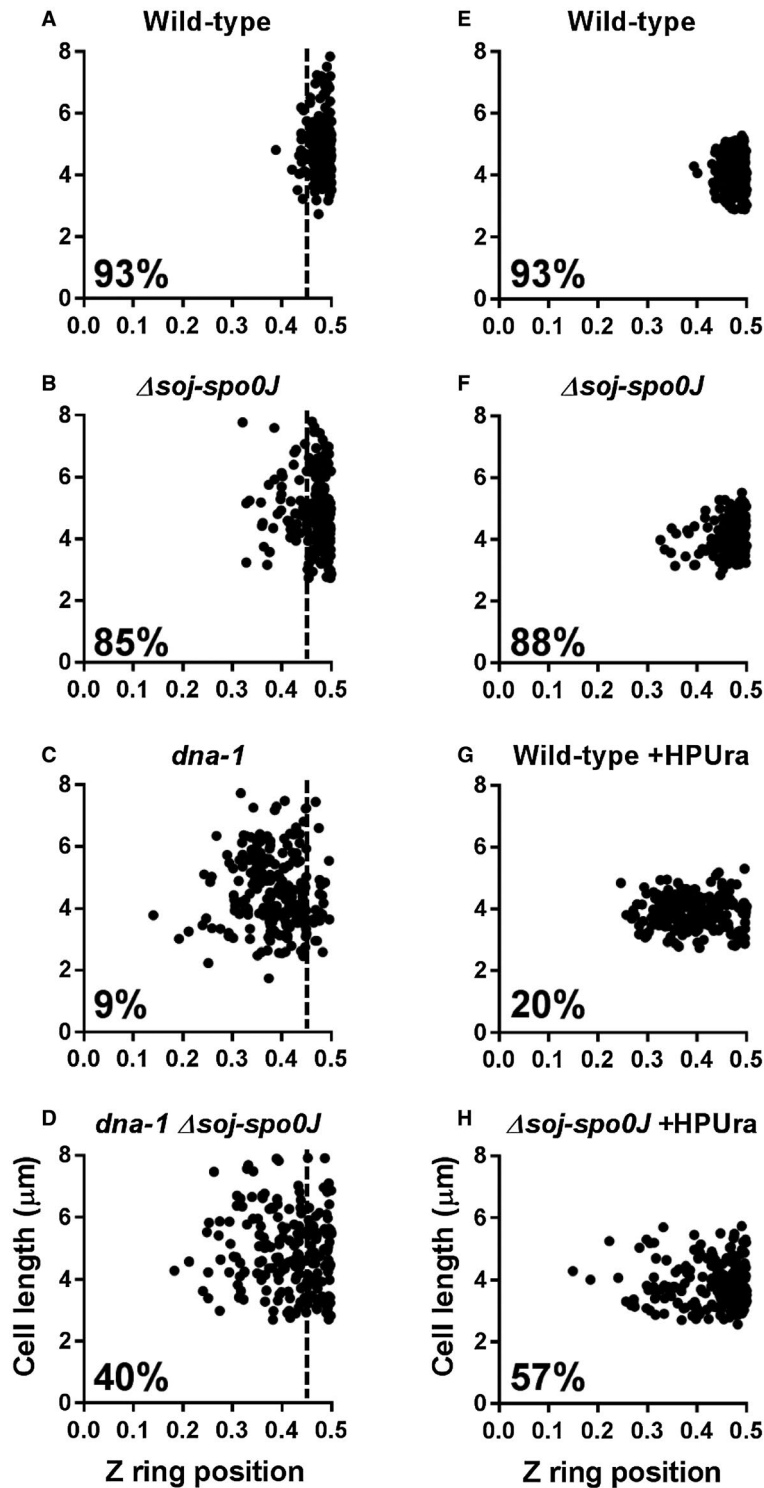 A
Wild-type
8
6
4
2
0
93%
0.0 0.1 0.2 0.3 0.4 0.5
E
Wild-type
8
6
4
2
0
93%
0.0 0.1 0.2 0.3 0.4 0.5
B
Δsoj-spo0J
8
6
4
2
0
85%
0.0 0.1 0.2 0.3 0.4 0.5
F
Δsoj-spo0J
8
6
4
2
0
88%
0.0 0.1 0.2 0.3 0.4 0.5
C
dna-1
8
6
4
2
0
9%
0.0 0.1 0.2 0.3 0.4 0.5
G
Wild-type +HPUra
8
6
4
2
0
20%
0.0 0.1 0.2 0.3 0.4 0.5
D
dna-1 Δsoj-spo0J
Cell length (μm)
8
6
4
2
0
40%
0.0 0.1 0.2 0.3 0.4 0.5
Z ring position
H
Δsoj-spo0J +HPUra
Cell length (μm)
8
6
4
2
0
57%
0.0 0.1 0.2 0.3 0.4 0.5
Z ring position